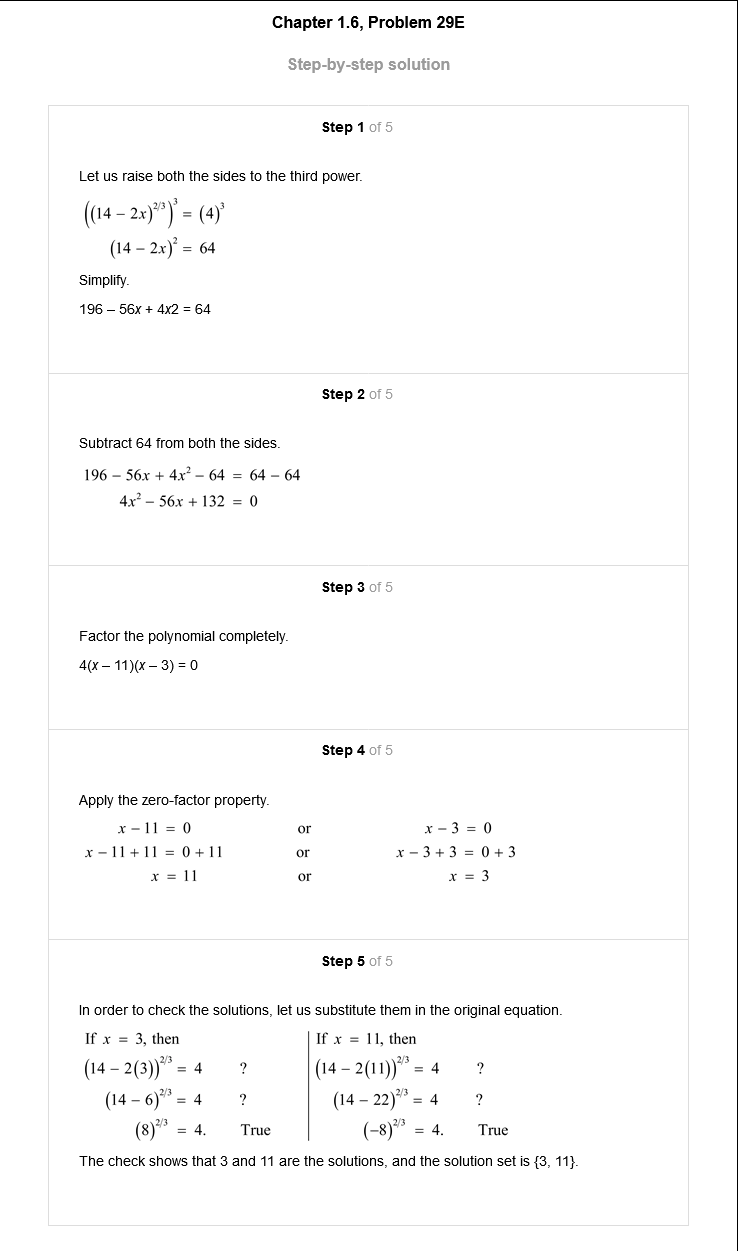 Chapter 1.6, Problem 29E
Step-by-step solution
Step 1 of 5
Let us raise both the sides to the third power.
((14 − 2x)^{2/3})^3 = (4)^3
(14 − 2x)^2 = 64
Simplify.
196 – 56x + 4x2 = 64
Step 2 of 5
Subtract 64 from both the sides.
196 − 56x + 4x² − 64 = 64 − 64
4x² − 56x + 132 = 0
Step 3 of 5
Factor the polynomial completely.
4(x – 11)(x – 3) = 0
Step 4 of 5
Apply the zero-factor property.
x − 11 = 0 or x − 3 = 0
x − 11 + 11 = 0 + 11 or x − 3 + 3 = 0 + 3
x = 11 or x = 3
Step 5 of 5
In order to check the solutions, let us substitute them in the original equation.
If x = 3, then If x = 11, then
(14 − 2(3))^{2/3} = 4 ? (14 − 2(11))^{2/3} = 4 ?
(14 − 6)^{2/3} = 4 ? (14 − 22)^{2/3} = 4 ?
(8)^{2/3} = 4. True (−8)^{2/3} = 4. True
The check shows that 3 and 11 are the solutions, and the solution set is {3, 11}.